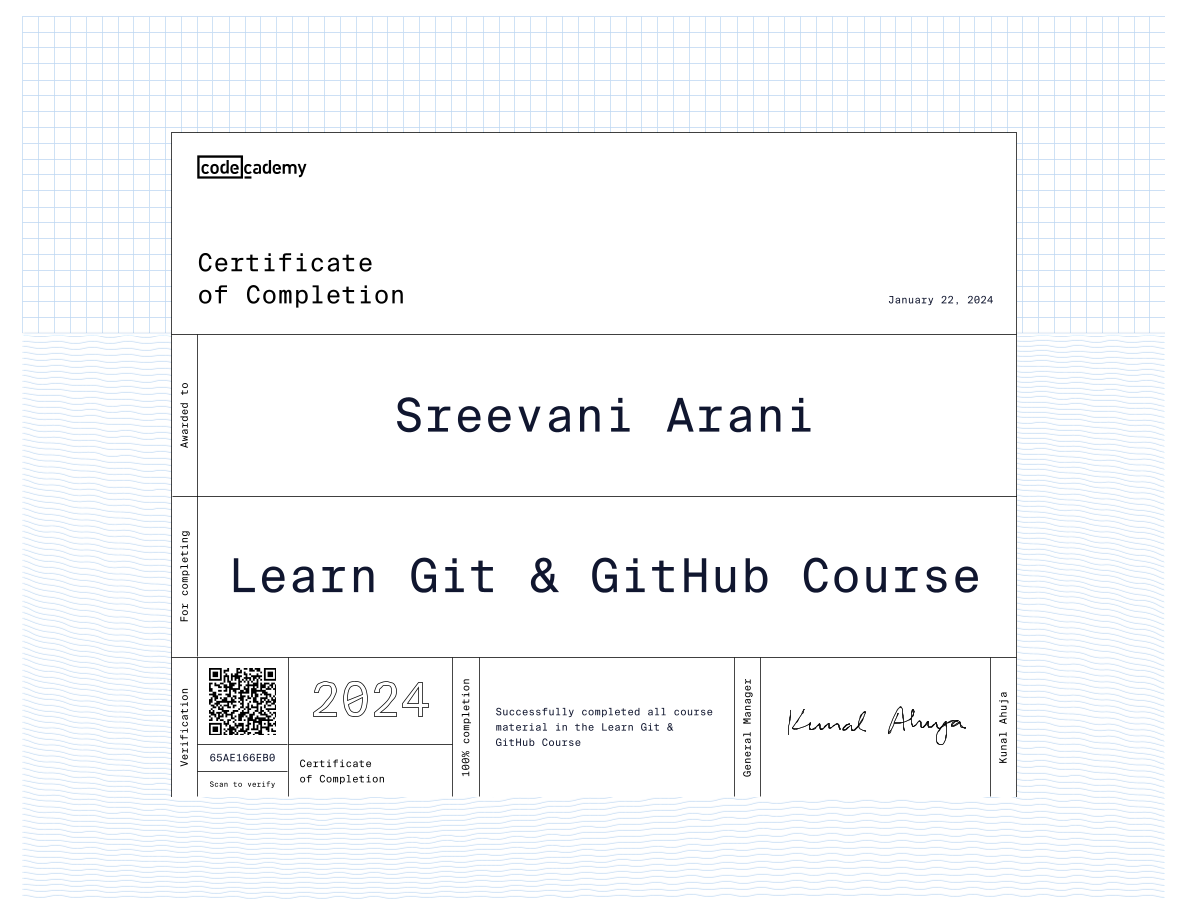 codecademy
Certificate
of Completion
January 22, 2024
Awarded to
Sreevani Arani
For completing
Learn Git & GitHub Course
Verification
65AE166EB0
Scan to verify
2024
Certificate
of Completion
100% completion
Successfully completed all course
material in the Learn Git &
GitHub Course
General Manager
Kunal Ahuja
Kunal Ahuja